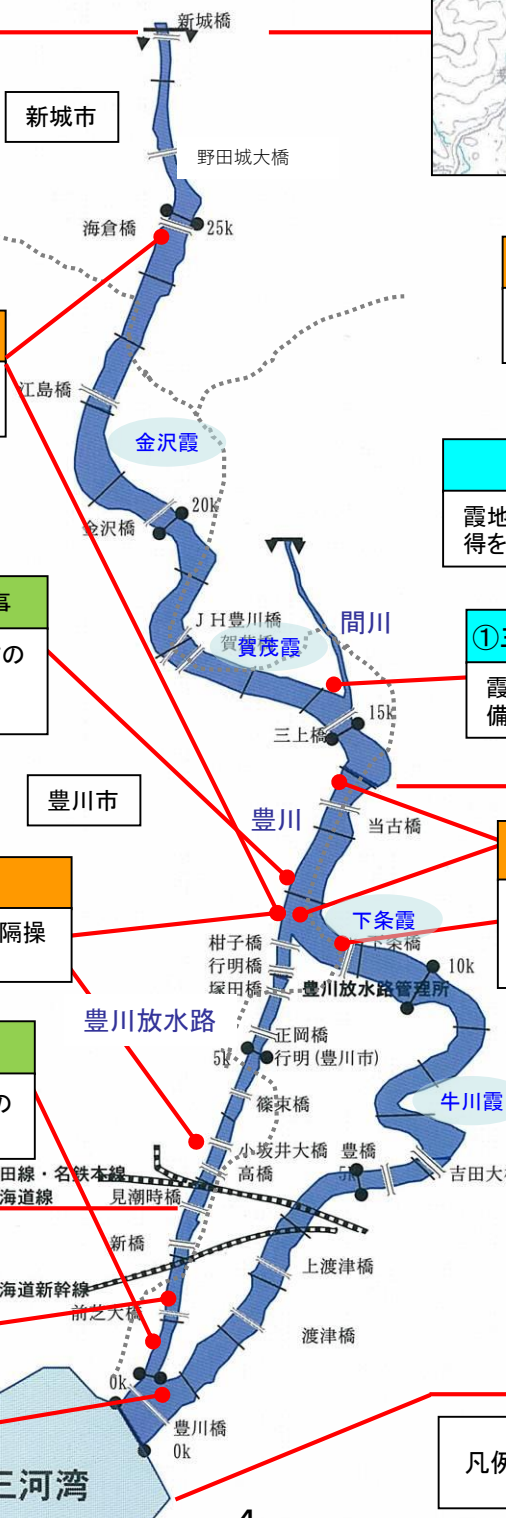 新城橋
新城市
野田城大橋
海倉橋
25k
江島橋
金沢霞
20k
金沢橋
霞地
得を
事
の
JH豊川橋
賀茂霞
間川
①三
霞
備
15k
三上橋
豊川市
豊川
当古橋
隔操
下条霞
下条橋
柑子橋
行明橋
塚田橋
10k
豊川放水路管理所
豊川放水路
正岡橋
5k
行明(豊川市)
の
篠束橋
牛川霞
小坂井大橋
豊橋
5k
高橋
田線・名鉄本線
海道線
見潮時橋
吉田大
新橋
上渡津橋
海道新幹線
前芝大橋
渡津橋
0k
豊川橋
0k
三河湾
凡例
4